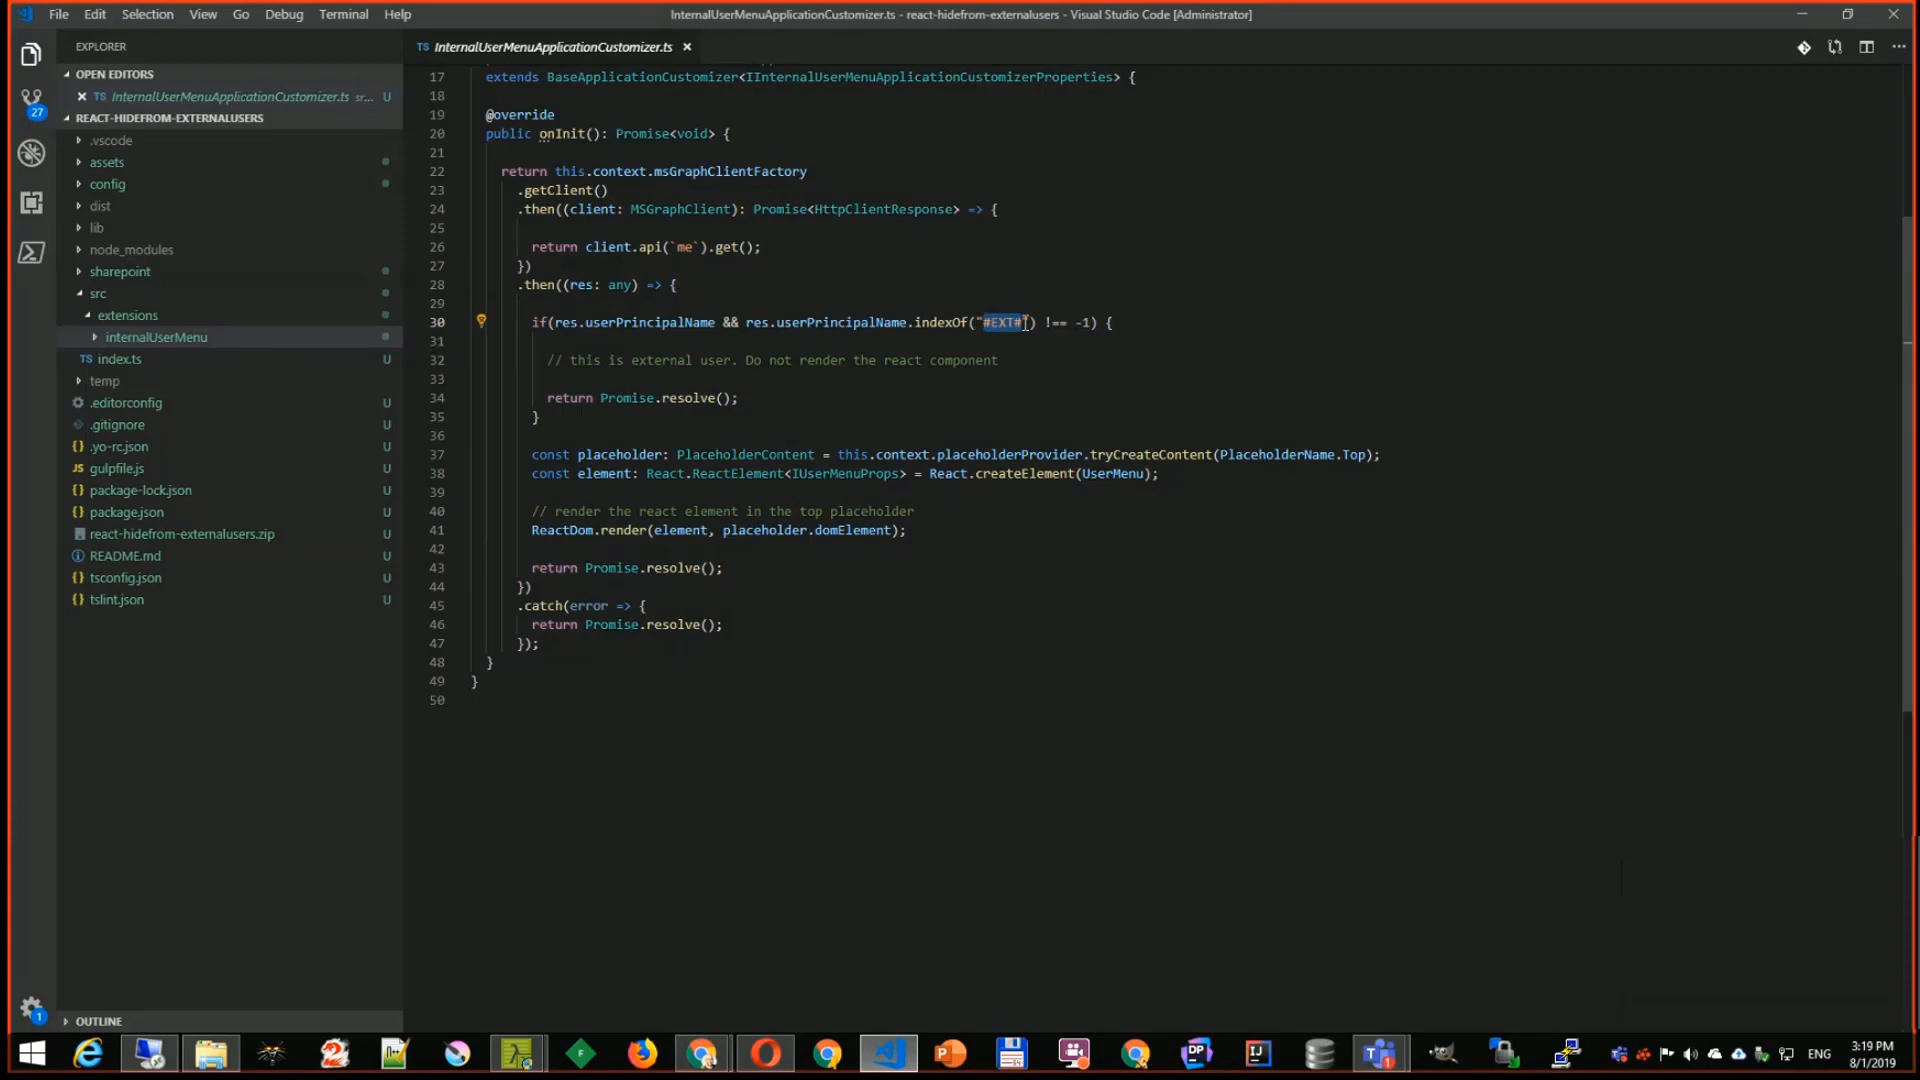 File Edit Selection View Go Debug Terminal Help
InternalUserMenuApplicationCustomizer.ts - react-hidefrom-externalusers - Visual Studio Code [Administrator]
EXPLORER
OPEN EDITORS
InternalUserMenuApplicationCustomizer.ts sr... U
27
REACT-HIDEFROM-EXTERNALUSERS
.vscode
assets
config
dist
lib
node_modules
sharepoint
src
extensions
internalUserMenu
TS index.ts U
temp
.editorconfig U
.gitignore U
{} .yo-rc.json U
JS gulpfile.js U
{} package-lock.json U
{} package.json U
react-hidefrom-externalusers.zip U
README.md U
{} tsconfig.json U
{} tslint.json U
OUTLINE
1
TS InternalUserMenuApplicationCustomizer.ts
17 extends BaseApplicationCustomizer<IInternalUserMenuApplicationCustomizerProperties> {
18
19 @override
20 public onInit(): Promise<void> {
21
22 return this.context.msGraphClientFactory
23 .getClient()
24 .then((client: MSGraphClient): Promise<HttpClientResponse> => {
25
26 return client.api(`me`).get();
27 })
28 .then((res: any) => {
29
30 if(res.userPrincipalName && res.userPrincipalName.indexOf("#EXT#") !== -1) {
31
32 // this is external user. Do not render the react component
33
34 return Promise.resolve();
35 }
36
37 const placeholder: PlaceholderContent = this.context.placeholderProvider.tryCreateContent(PlaceholderName.Top);
38 const element: React.ReactElement<IUserMenuProps> = React.createElement(UserMenu);
39
40 // render the react element in the top placeholder
41 ReactDom.render(element, placeholder.domElement);
42
43 return Promise.resolve();
44 })
45 .catch(error => {
46 return Promise.resolve();
47 });
48 }
49 }
50
ENG
3:19 PM
8/1/2019